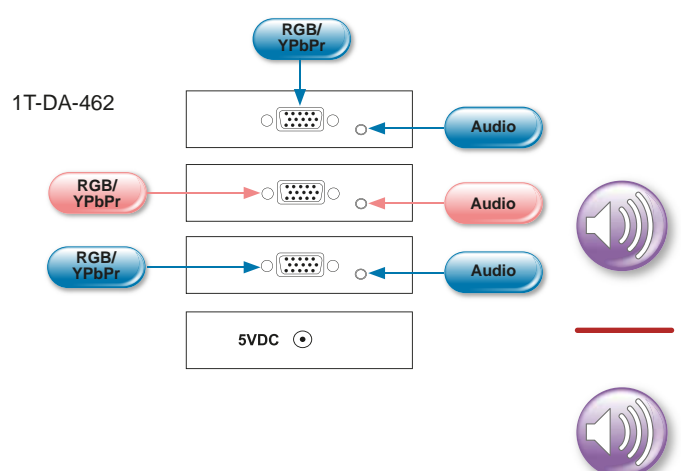 RGB/
YPbPr
1T-DA-462
Audio
RGB/
YPbPr
Audio
RGB/
YPbPr
Audio
5VDC